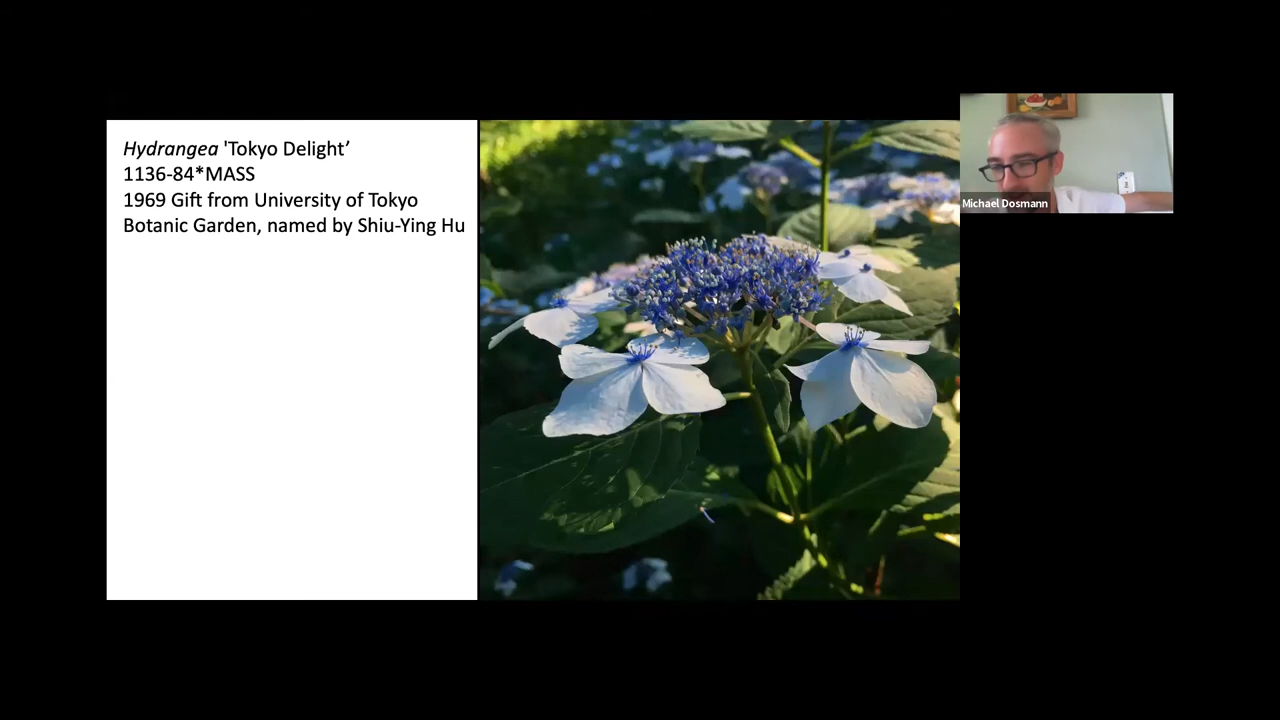 Hydrangea 'Tokyo Delight’
1136-84*MASS
1969 Gift from University of Tokyo
Botanic Garden, named by Shiu-Ying Hu
Michael Dosmann